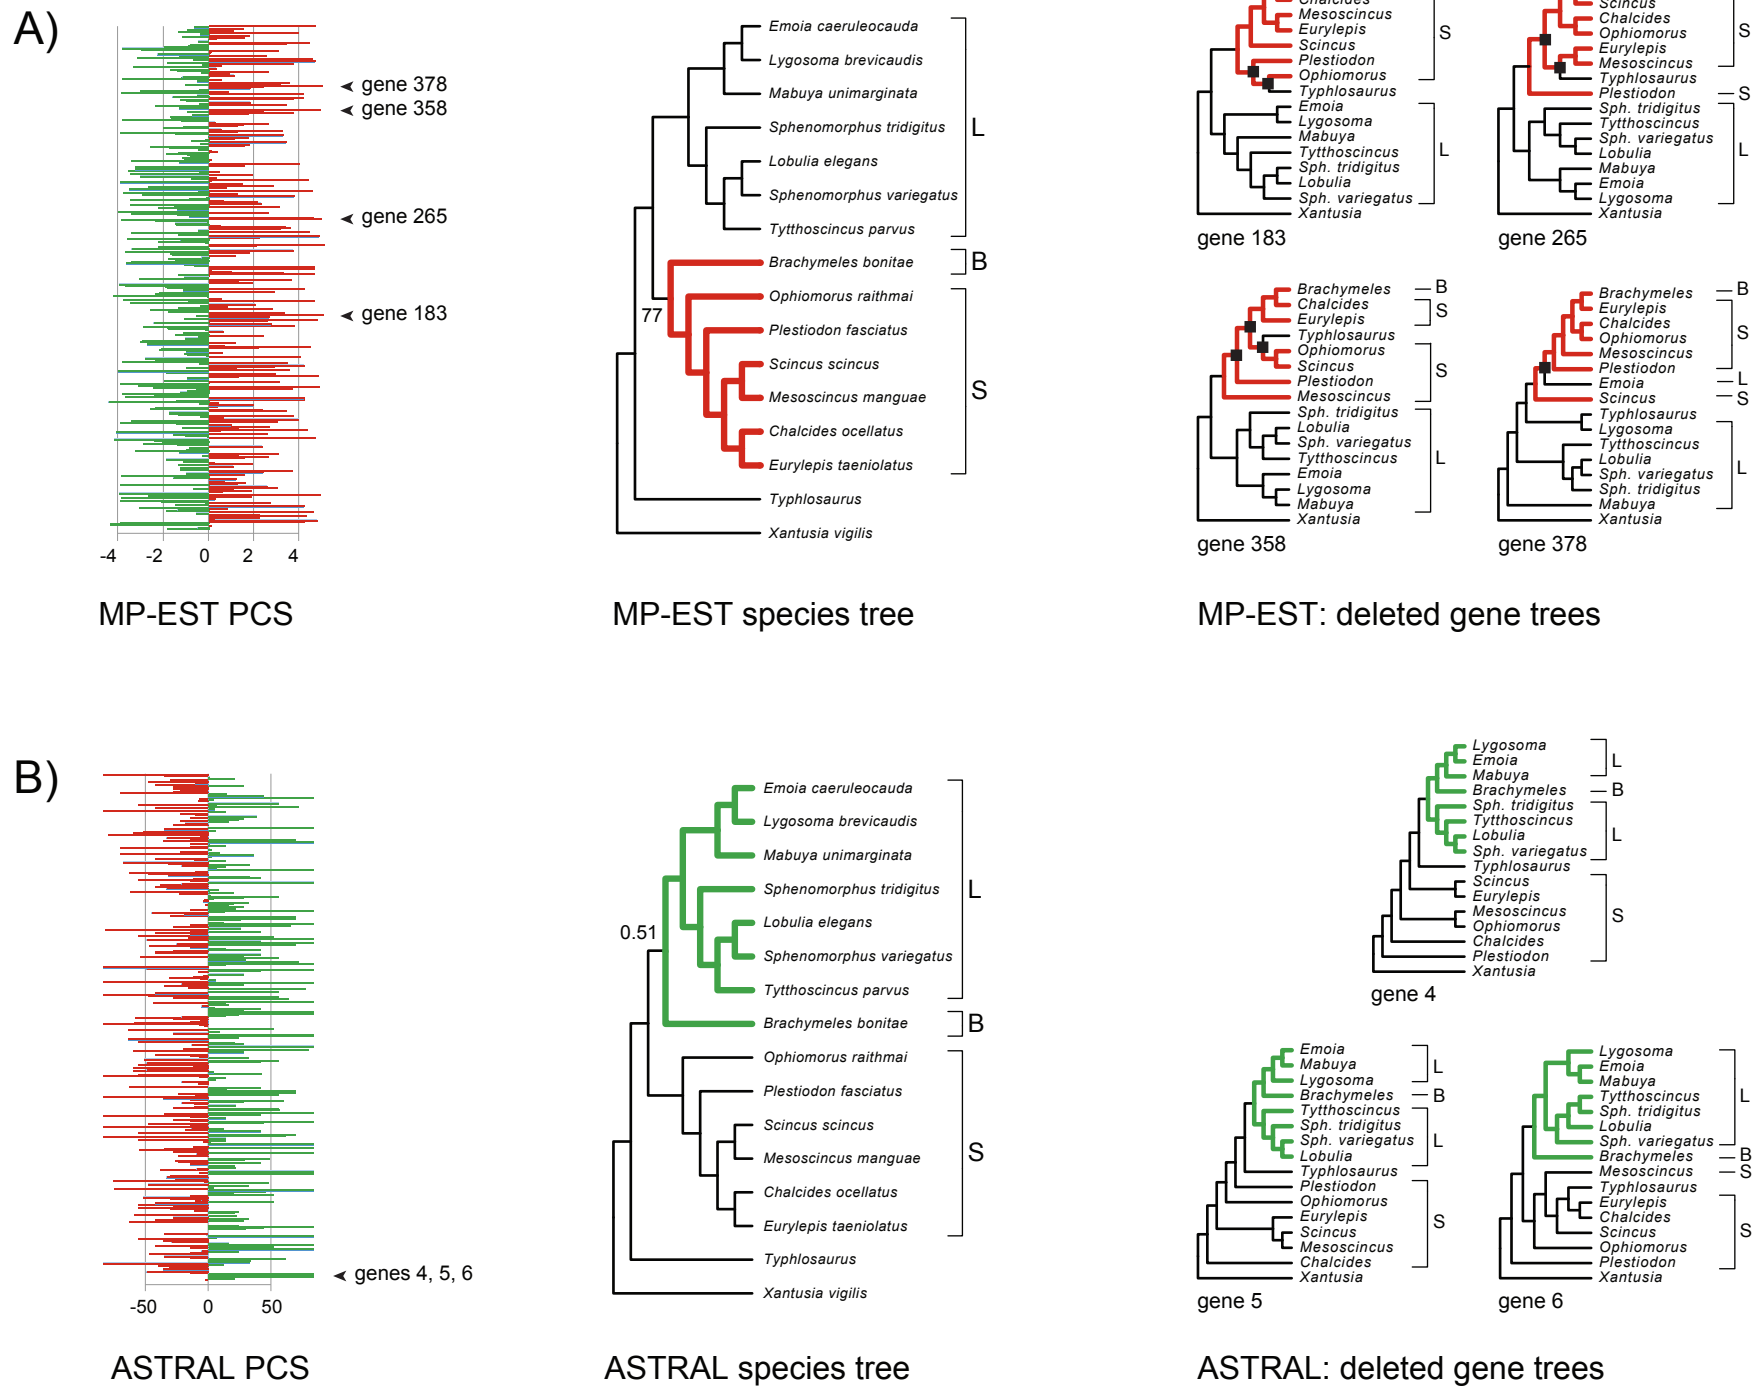 A)
gene 378
gene 358
gene 265
gene 183
-4 -2 0 2 4
MP-EST PCS
Emoia caeruleocauda
Lygosoma brevicaudis
Mabuya unimarginata
Sphenomorphus tridigitus
Lobulia elegans
Sphenomorphus variegatus
Tytthoscincus parvus
L
Brachymeles bonitae
B
77
Ophiomorus raithmai
Plestiodon fasciatus
Scincus scincus
Mesoscincus manguae
Chalcides ocellatus
Eurylepis taeniolatus
S
Typhlosaurus
Xantusia vigilis
MP-EST species tree
Chalcides
Mesoscincus
Eurylepis
Scincus
Plestiodon
Ophiomorus
S
Typhlosaurus
Emoia
Lygosoma
Mabuya
Tytthoscincus
Sph. tridigitus
Lobulia
Sph. variegatus
L
Xantusia
gene 183
Scincus
Chalcides
Ophiomorus
Eurylepis
Mesoscincus
S
Typhlosaurus
Plestiodon
S
Sph. tridigitus
Tytthoscincus
Sph. variegatus
Lobulia
Mabuya
Emoia
Lygosoma
L
Xantusia
gene 265
Brachymeles
B
Chalcides
Eurylepis
S
Typhlosaurus
Ophiomorus
Scincus
Plestiodon
Mesoscincus
S
Sph. tridigitus
Lobulia
Sph. variegatus
Tytthoscincus
Emoia
Lygosoma
Mabuya
L
Xantusia
gene 358
Brachymeles
B
Eurylepis
Chalcides
Ophiomorus
Mesoscincus
Plestiodon
S
Emoia
L
Scincus
S
Typhlosaurus
Lygosoma
Tytthoscincus
Lobulia
Sph. variegatus
Sph. tridigitus
Mabuya
L
Xantusia
gene 378
MP-EST: deleted gene trees
B)
genes 4, 5, 6
-50 0 50
ASTRAL PCS
Emoia caeruleocauda
Lygosoma brevicaudis
Mabuya unimarginata
Sphenomorphus tridigitus
Lobulia elegans
Sphenomorphus variegatus
Tytthoscincus parvus
L
0.51
Brachymeles bonitae
B
Ophiomorus raithmai
Plestiodon fasciatus
Scincus scincus
Mesoscincus manguae
Chalcides ocellatus
Eurylepis taeniolatus
S
Typhlosaurus
Xantusia vigilis
ASTRAL species tree
Lygosoma
Emoia
Mabuya
L
Brachymeles
B
Sph. tridigitus
Tytthoscincus
Lobulia
Sph. variegatus
L
Typhlosaurus
Scincus
Eurylepis
Mesoscincus
Ophiomorus
Chalcides
Plestiodon
S
Xantusia
gene 4
Emoia
Mabuya
Lygosoma
L
Brachymeles
B
Tytthoscincus
Sph. tridigitus
Sph. variegatus
Lobulia
L
Typhlosaurus
Plestiodon
Ophiomorus
Eurylepis
Scincus
Mesoscincus
Chalcides
S
Xantusia
gene 5
Lygosoma
Emoia
Mabuya
Tytthoscincus
Sph. tridigitus
Lobulia
Sph. variegatus
L
Brachymeles
B
Mesoscincus
S
Typhlosaurus
Eurylepis
Chalcides
Scincus
Ophiomorus
Plestiodon
S
Xantusia
gene 6
ASTRAL: deleted gene trees